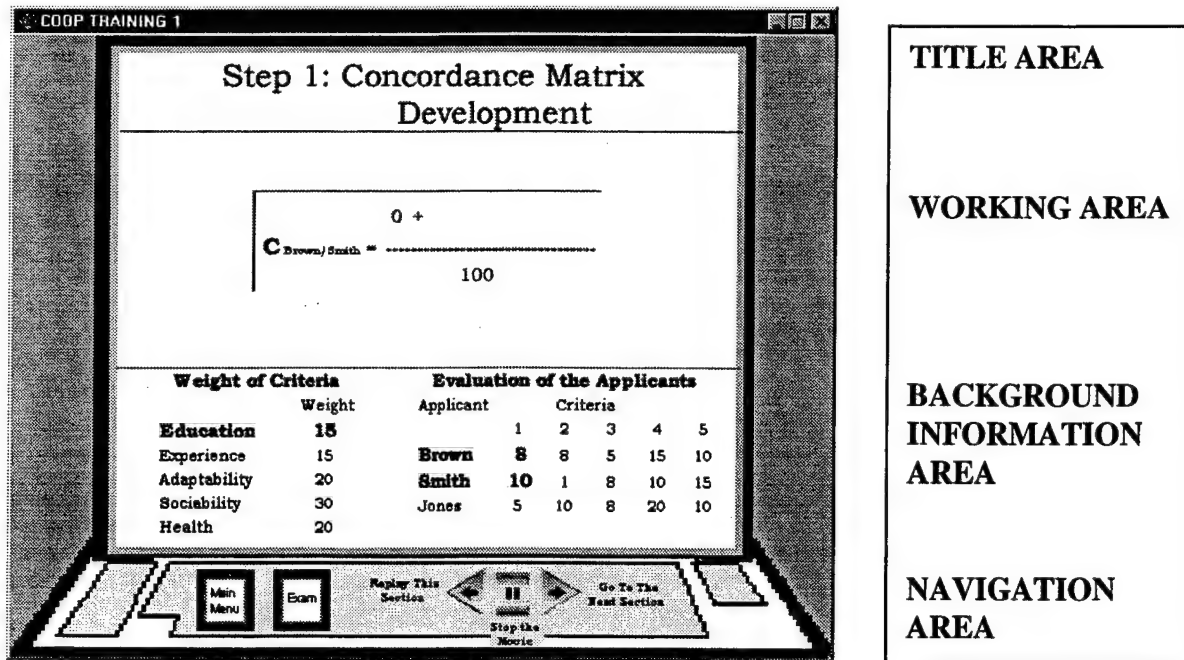 COOP TRAINING 1
Step 1: Concordance Matrix
Development
0 +
C Brown/Smith =
100
Weight of Criteria
Weight
Education 15
Experience 15
Adaptability 20
Sociability 30
Health 20
Evaluation of the Applicants
Applicant Criteria
1 2 3 4 5
Brown 8 8 5 15 10
Smith 10 1 8 10 15
Jones 5 10 8 20 10
Main
Menu
Exam
Replay This
Section
Stop the
Movie
Go To The
Next Section
TITLE AREA
WORKING AREA
BACKGROUND
INFORMATION
AREA
NAVIGATION
AREA